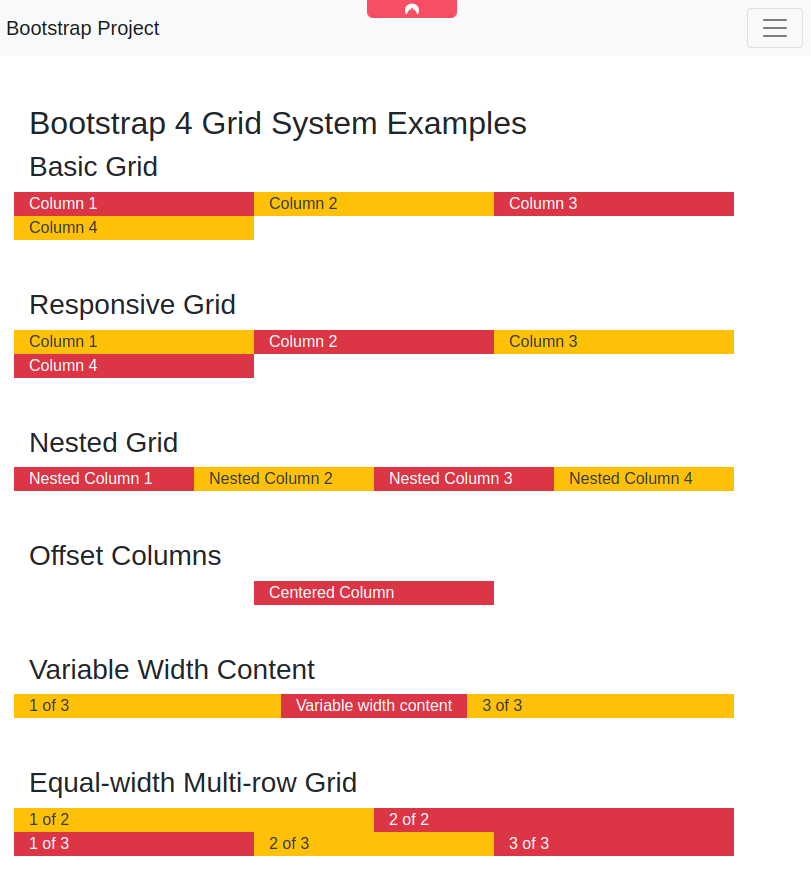 Bootstrap Project
Bootstrap 4 Grid System Examples
Basic Grid
Column 1 Column 2 Column 3
Column 4
Responsive Grid
Column 1 Column 2 Column 3
Column 4
Nested Grid
Nested Column 1 Nested Column 2 Nested Column 3 Nested Column 4
Offset Columns
Centered Column
Variable Width Content
1 of 3 Variable width content 3 of 3
Equal-width Multi-row Grid
1 of 2 2 of 2
1 of 3 2 of 3 3 of 3